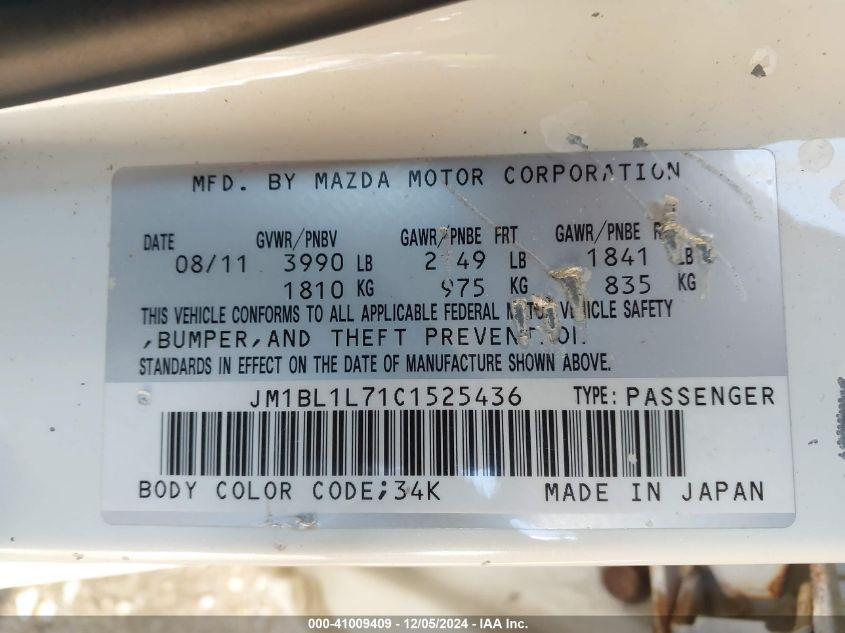 MFD. BY MAZDA MOTOR CORPORATION
DATE GVWR/PNBV GAWR/PNBE FRT GAWR/PNBE
08/11 3990 LB LB 1841 LB
1810 KG 975 KG 835 KG
THIS VEHICLE CONFORMS TO ALL APPLICABLE FEDERAL MOTOR VEHICLE SAFETY
,BUMPER,AND THEFT PREVENTION
STANDARDS IN EFFECT ON THE DATE OF MANUFACTURE SHOWN ABOVE.
JM1BL1L71C1525436 TYPE: PASSENGER
BODY COLOR CODE;34K MADE IN JAPAN
000-41009409 - 12/05/2024 - IAA Inc.